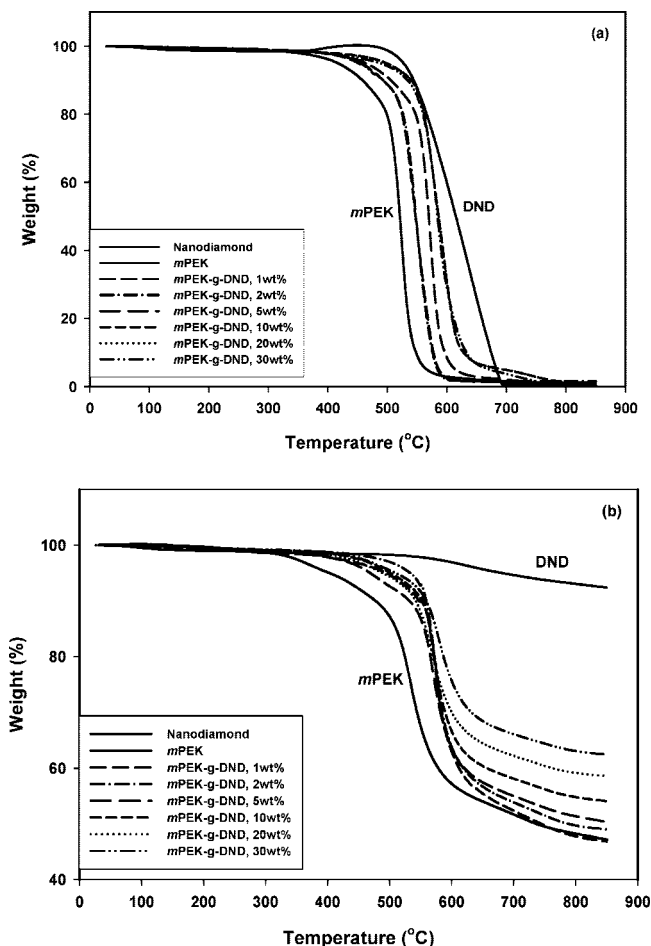 (a)
Weight (%)
100
80
60
40
20
0
mPEK
DND
Nanodiamond
mPEK
mPEK-g-DND, 1wt%
mPEK-g-DND, 2wt%
mPEK-g-DND, 5wt%
mPEK-g-DND, 10wt%
mPEK-g-DND, 20wt%
mPEK-g-DND, 30wt%
0 100 200 300 400 500 600 700 800 900
Temperature (°C)
(b)
Weight (%)
100
80
60
40
DND
mPEK
Nanodiamond
mPEK
mPEK-g-DND, 1wt%
mPEK-g-DND, 2wt%
mPEK-g-DND, 5wt%
mPEK-g-DND, 10wt%
mPEK-g-DND, 20wt%
mPEK-g-DND, 30wt%
0 100 200 300 400 500 600 700 800 900
Temperature (°C)